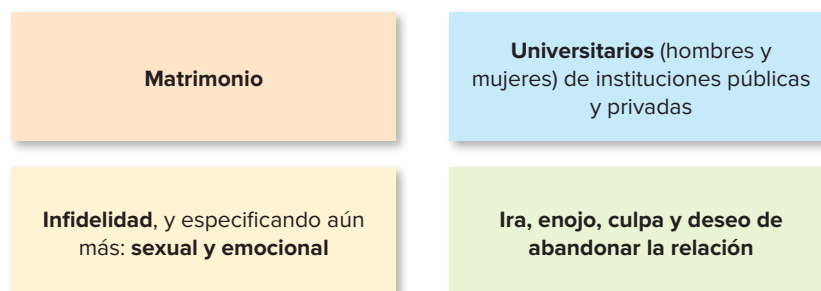 Matrimonio
Universitarios (hombres y
mujeres) de instituciones públicas
y privadas
Infidelidad, y especificando aún
más: sexual y emocional
Ira, enojo, culpa y deseo de
abandonar la relación